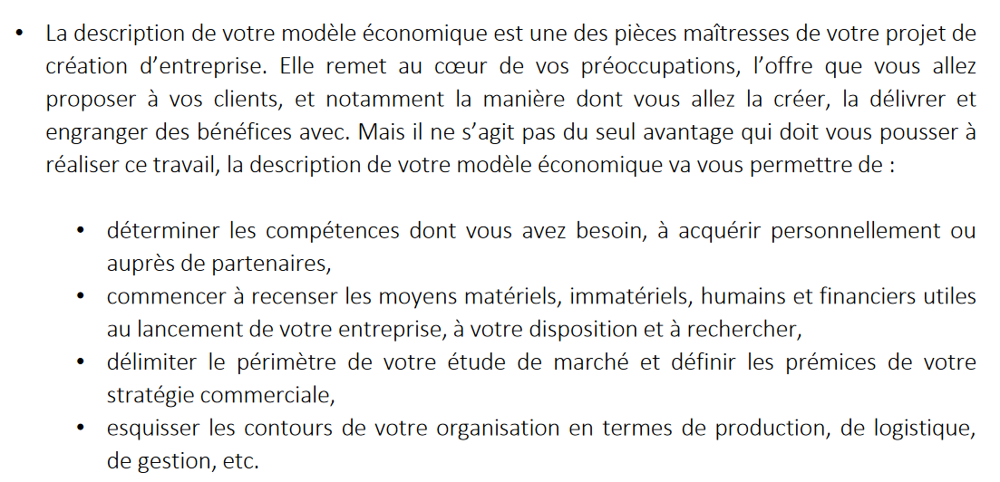 • La description de votre modèle économique est une des pièces maîtresses de votre projet de
création d’entreprise. Elle remet au cœur de vos préoccupations, l’offre que vous allez
proposer à vos clients, et notamment la manière dont vous allez la créer, la délivrer et
engranger des bénéfices avec. Mais il ne s’agit pas du seul avantage qui doit vous pousser à
réaliser ce travail, la description de votre modèle économique va vous permettre de :
• déterminer les compétences dont vous avez besoin, à acquérir personnellement ou
auprès de partenaires,
• commencer à recenser les moyens matériels, immatériels, humains et financiers utiles
au lancement de votre entreprise, à votre disposition et à rechercher,
• délimiter le périmètre de votre étude de marché et définir les prémices de votre
stratégie commerciale,
• esquisser les contours de votre organisation en termes de production, de logistique,
de gestion, etc.